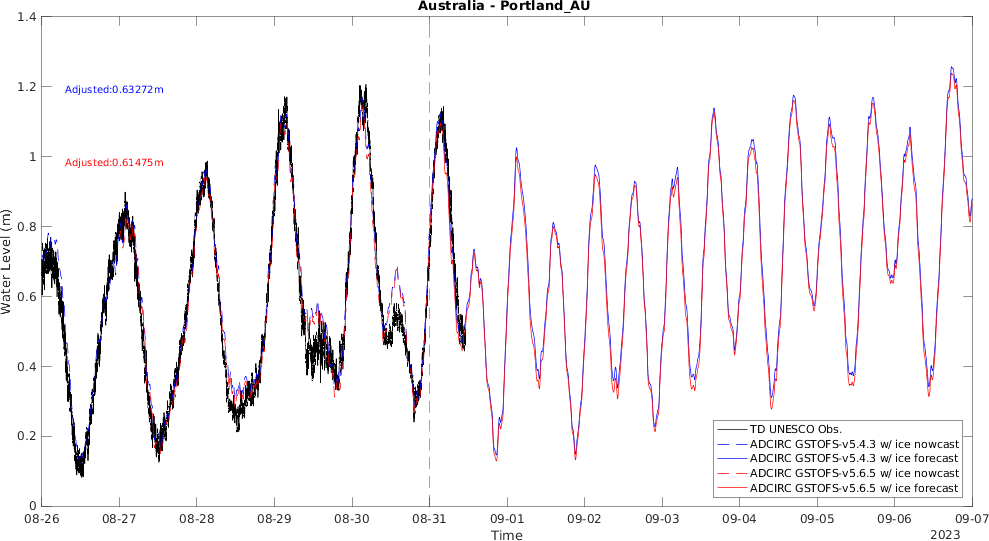 Australia - Portland_AU
1.4
1.2
1
0.8
0.6
0.4
0.2
0
Water Level (m)
Adjusted:0.63272m
Adjusted:0.61475m
TD UNESCO Obs.
ADCIRC GSTOFS-v5.4.3 w/ ice nowcast
ADCIRC GSTOFS-v5.4.3 w/ ice forecast
ADCIRC GSTOFS-v5.6.5 w/ ice nowcast
ADCIRC GSTOFS-v5.6.5 w/ ice forecast
08-26 08-27 08-28 08-29 08-30 08-31 09-01 09-02 09-03 09-04 09-05 09-06 09-07
Time
2023